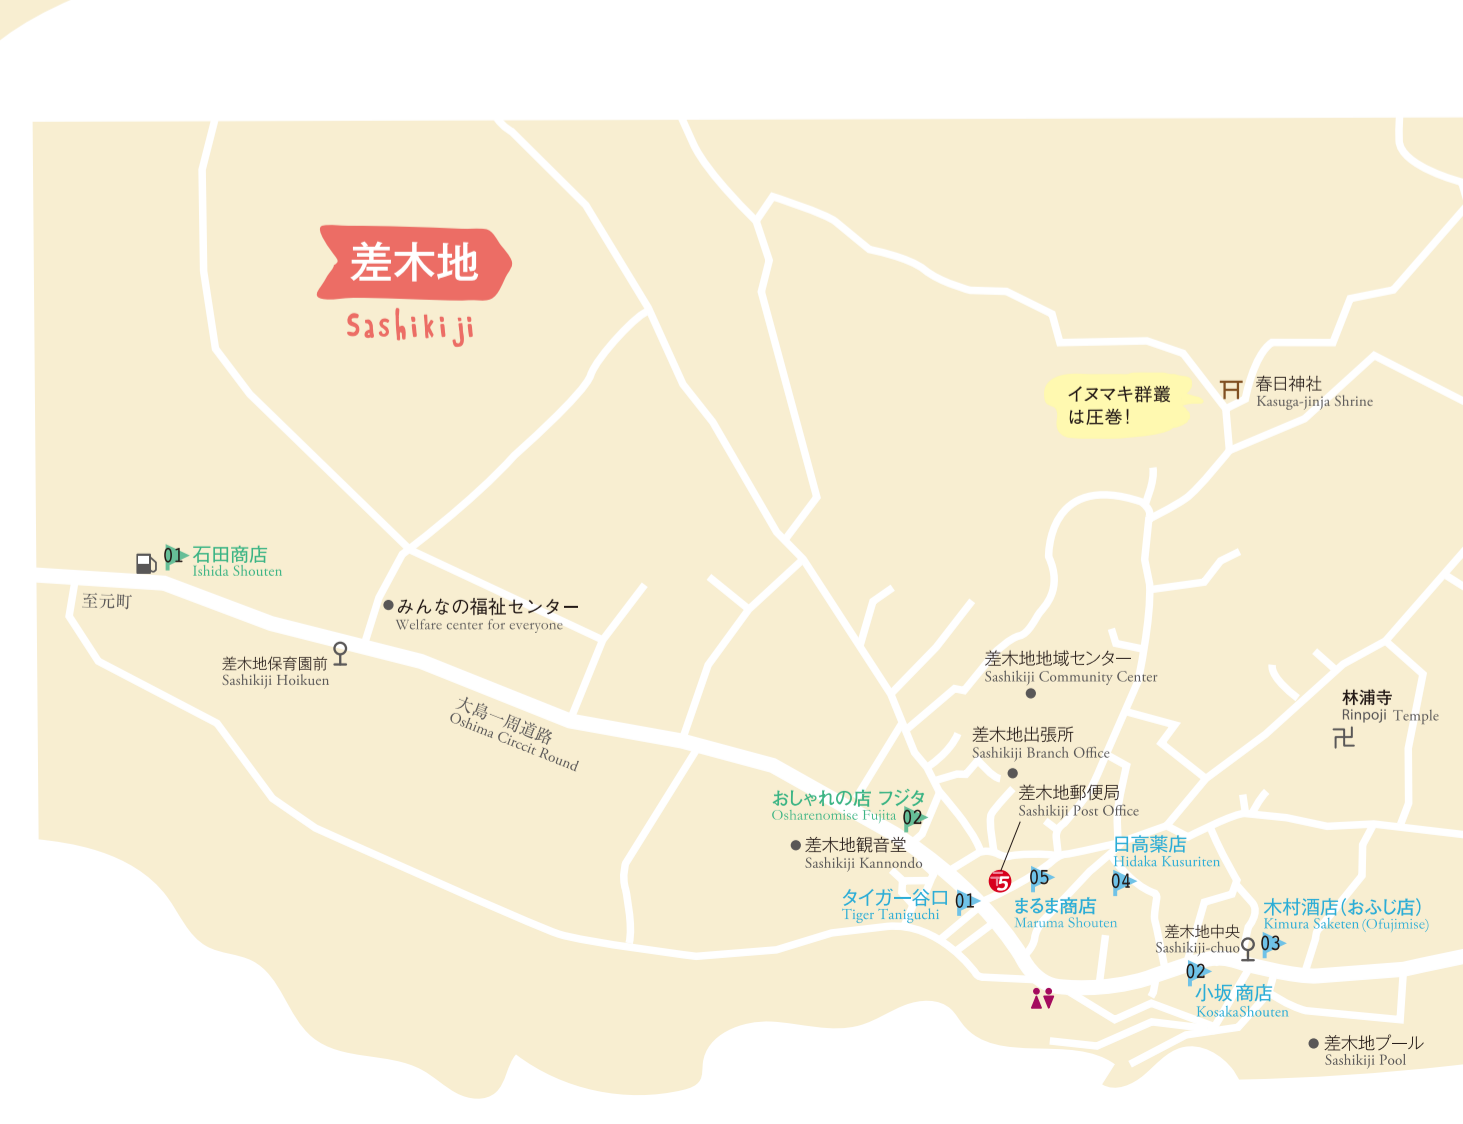 差木地
Sashikiji
イヌマキ群叢
は圧巻!
春日神社
Kasuga-jinja Shrine
01
石田商店
Ishida Shouten
至元町
みんなの福祉センター
Welfare center for everyone
差木地保育園前
Sashikiji Hoikuen
大島一周道路
Oshima Circcit Round
差木地地域センター
Sashikiji Community Center
林浦寺
Rinpoji Temple
卍
差木地出張所
Sashikiji Branch Office
差木地郵便局
Sashikiji Post Office
おしゃれの店 フジタ
Osharenomise Fujita
02
差木地観音堂
Sashikiji Kannondo
日高薬店
Hidaka Kusuriten
04
05
まるま商店
Maruma Shouten
タイガー谷口
Tiger Taniguchi
01
5
木村酒店(おふじ店)
Kimura Saketen (Ofujimise)
03
差木地中央
Sashikiji-chuo
02
小坂商店
KosakaShouten
差木地プール
Sashikiji Pool